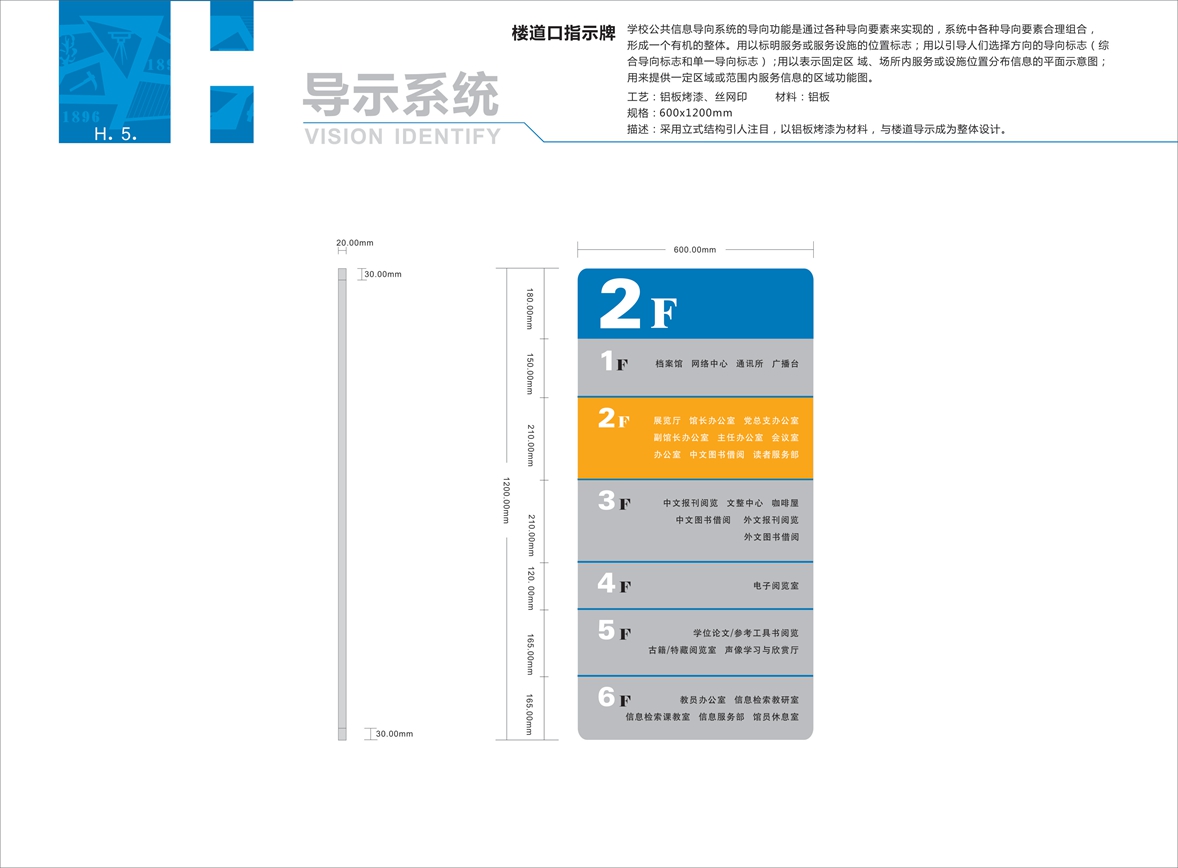 1896
189
H. 5.
导示系统
VISION IDENTIFY
楼道口指示牌
学校公共信息导向系统的导向功能是通过各种导向要素来实现的，系统中各种导向要素合理组合，
形成一个有机的整体。用以标明服务或服务设施的位置标志；用以引导人们选择方向的导向标志（综
合导向标志和单一导向标志）;用以表示固定区 域、场所内服务或设施位置分布信息的平面示意图；
用来提供一定区域或范围内服务信息的区域功能图。
工艺：铝板烤漆、丝网印 材料：铝板
规格：600x1200mm
描述：采用立式结构引人注目，以铝板烤漆为材料，与楼道导示成为整体设计。
20.00mm
30.00mm
30.00mm
600.00mm
1200.00mm
180.00mm
150.00mm
210.00mm
210.00mm
120. 00mm
165.00mm
165.00mm
2F
1F 档案馆 网络中心 通讯所 广播台
2F 展览厅 馆长办公室 党总支办公室
副馆长办公室 主任办公室 会议室
办公室 中文图书借阅 读者服务部
3F 中文报刊阅览 文整中心 咖啡屋
中文图书借阅 外文报刊阅览
外文图书借阅
4F 电子阅览室
5F 学位论文/参考工具书阅览
古籍/特藏阅览室 声像学习与欣赏厅
6F 教员办公室 信息检索教研室
信息检索课教室 信息服务部 馆员休息室